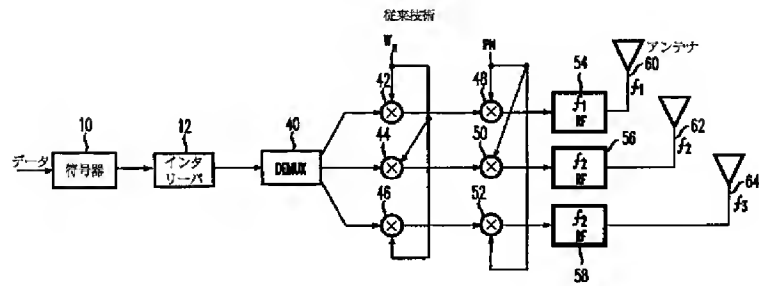 従来技術
W_n
PN
アンテナ
42
48
54
60
f1
RF
f1
10
12
40
44
50
56
62
データ
符号器
インタリーバ
DEMUX
f2
RF
f2
46
52
64
f2
RF
f3
58